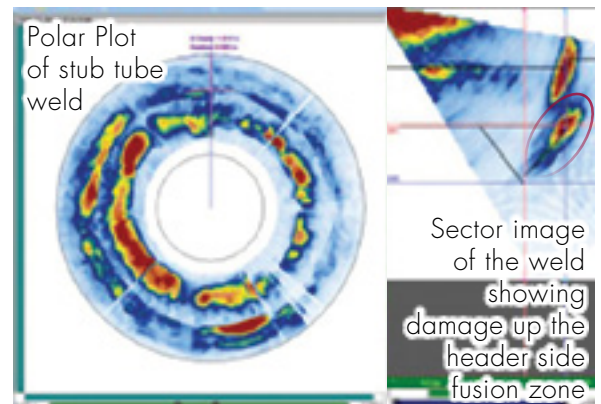 Polar Plot
of stub tube
weld
Sector image
of the weld
showing
damage up the
header side
fusion zone